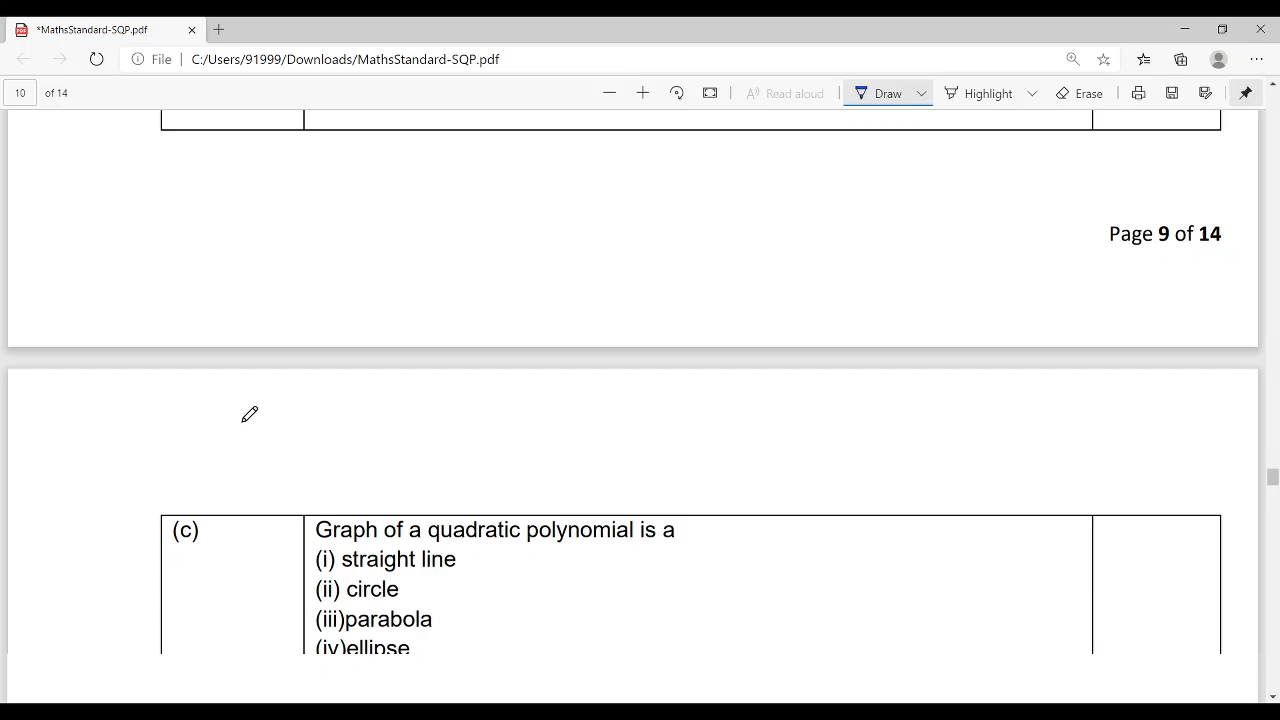 *MathsStandard-SQP.pdf
File C:/Users/91999/Downloads/MathsStandard-SQP.pdf
10 of 14 Read aloud Draw Highlight Erase
Page 9 of 14
(c) Graph of a quadratic polynomial is a
(i) straight line
(ii) circle
(iii)parabola
(iv)ellipse